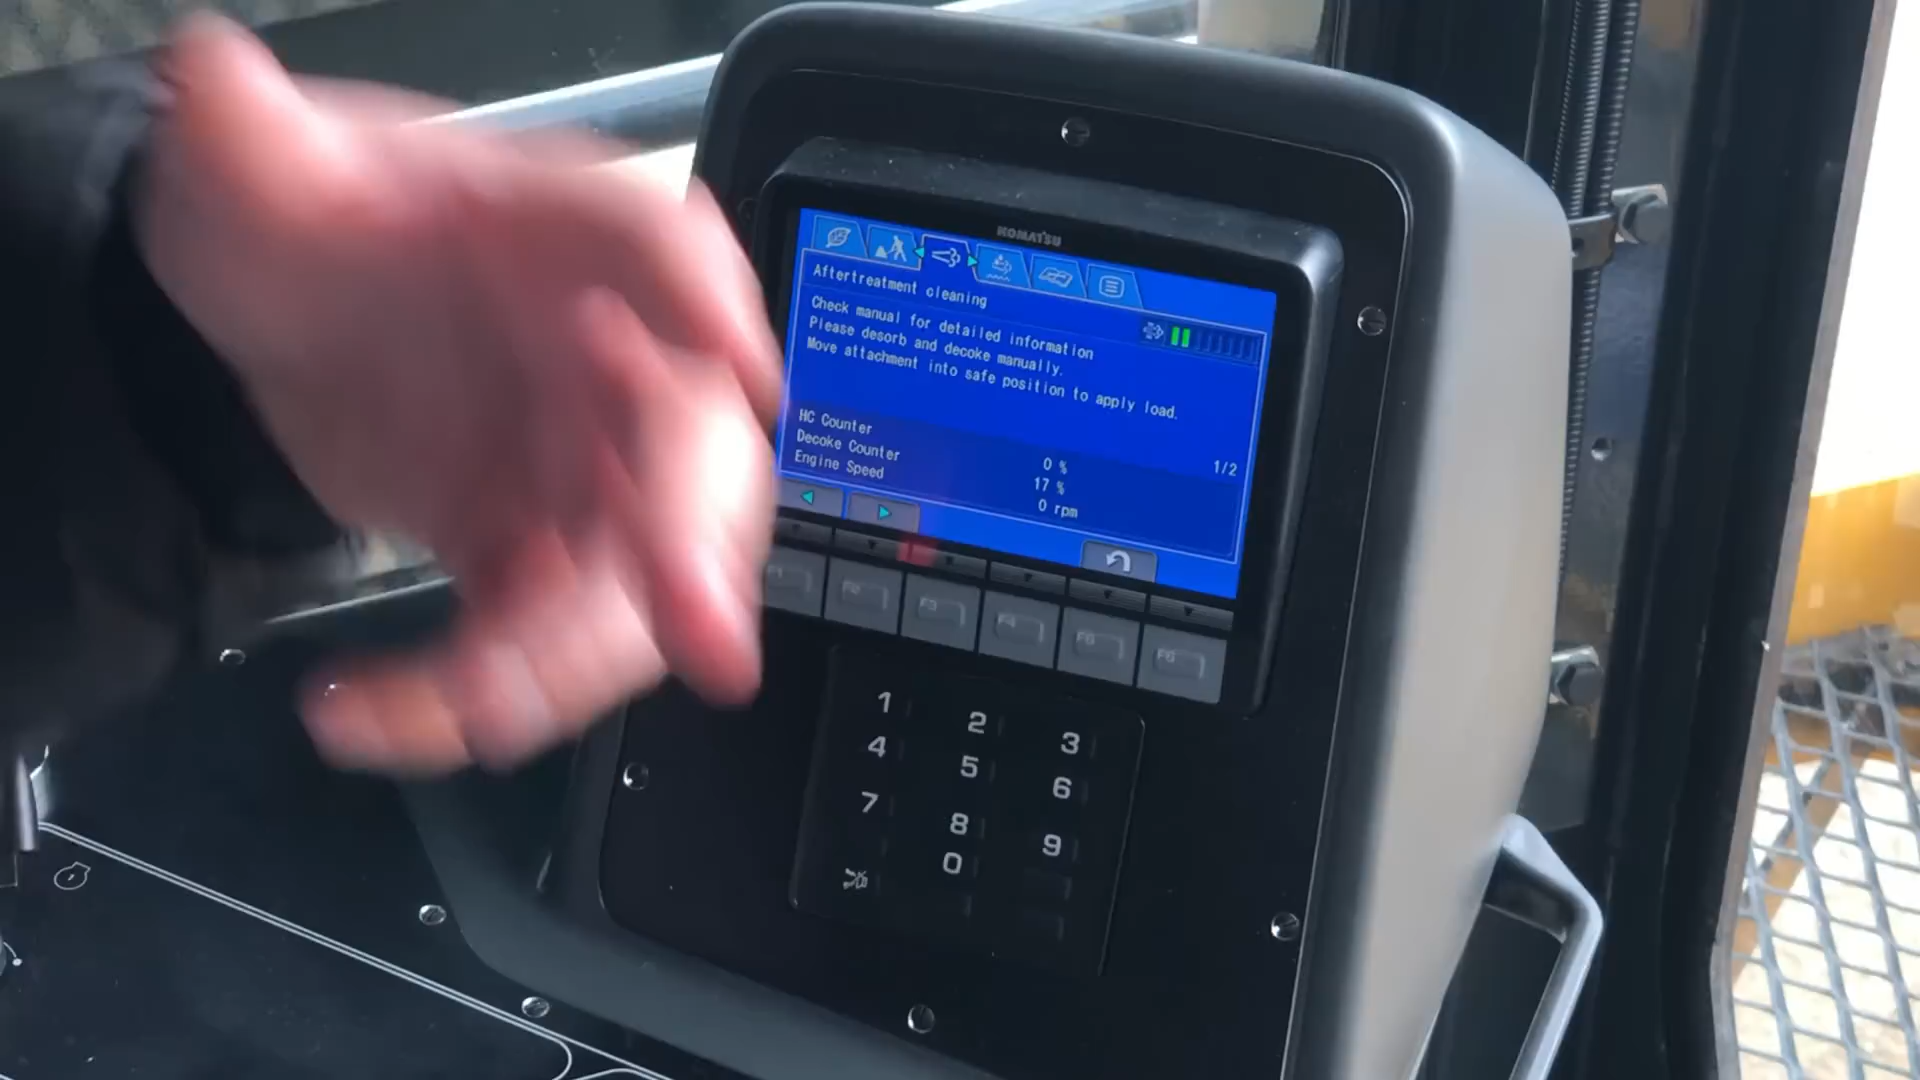 KOMATSU
Aftertreatment cleaning
Check manual for detailed information
Please desorb and decoke manually.
Move attachment into safe position to apply load.
HC Counter 0 %
1/2
Decoke Counter 17 %
Engine Speed 0 rpm
F1 F2 F3 F4 F5 F6
1 2 3
4 5 6
7 8 9
0